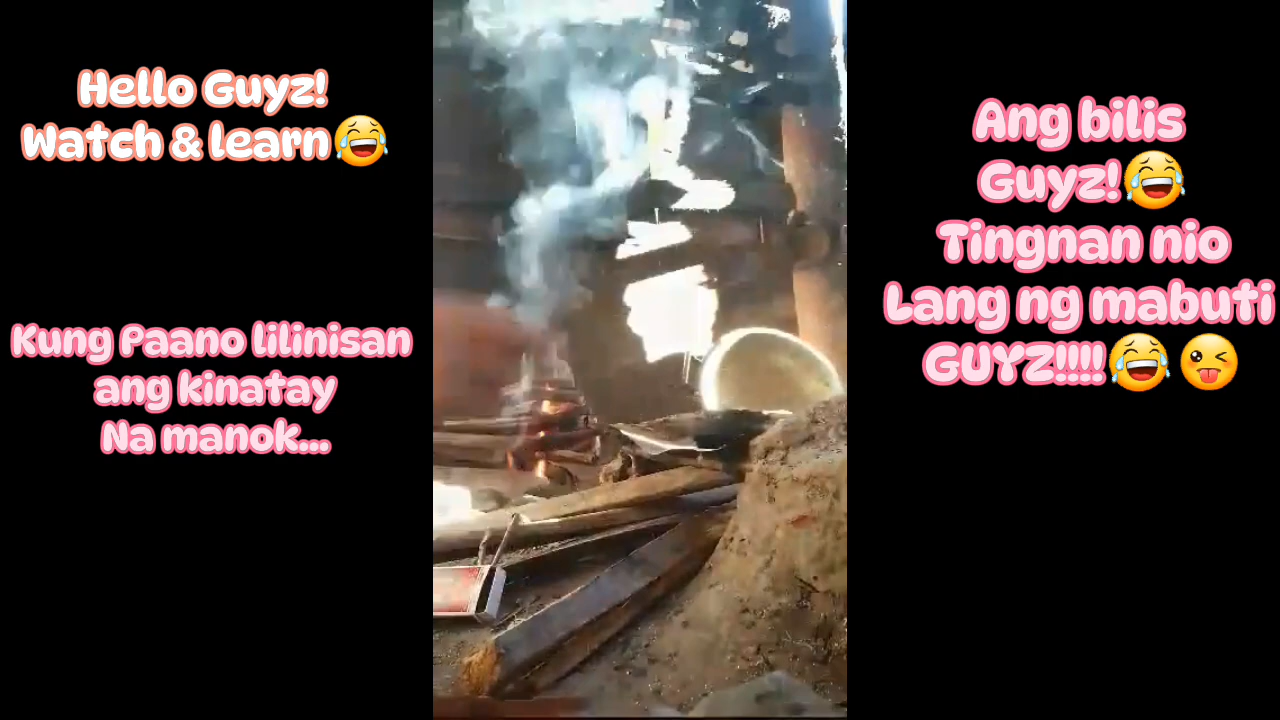 Hello Guyz!
Watch & learn😂
Kung Paano lilinisan
ang kinatay
Na manok...
Ang bilis
Guyz!😂
Tingnan nio
Lang ng mabuti
GUYZ!!!!😂😜